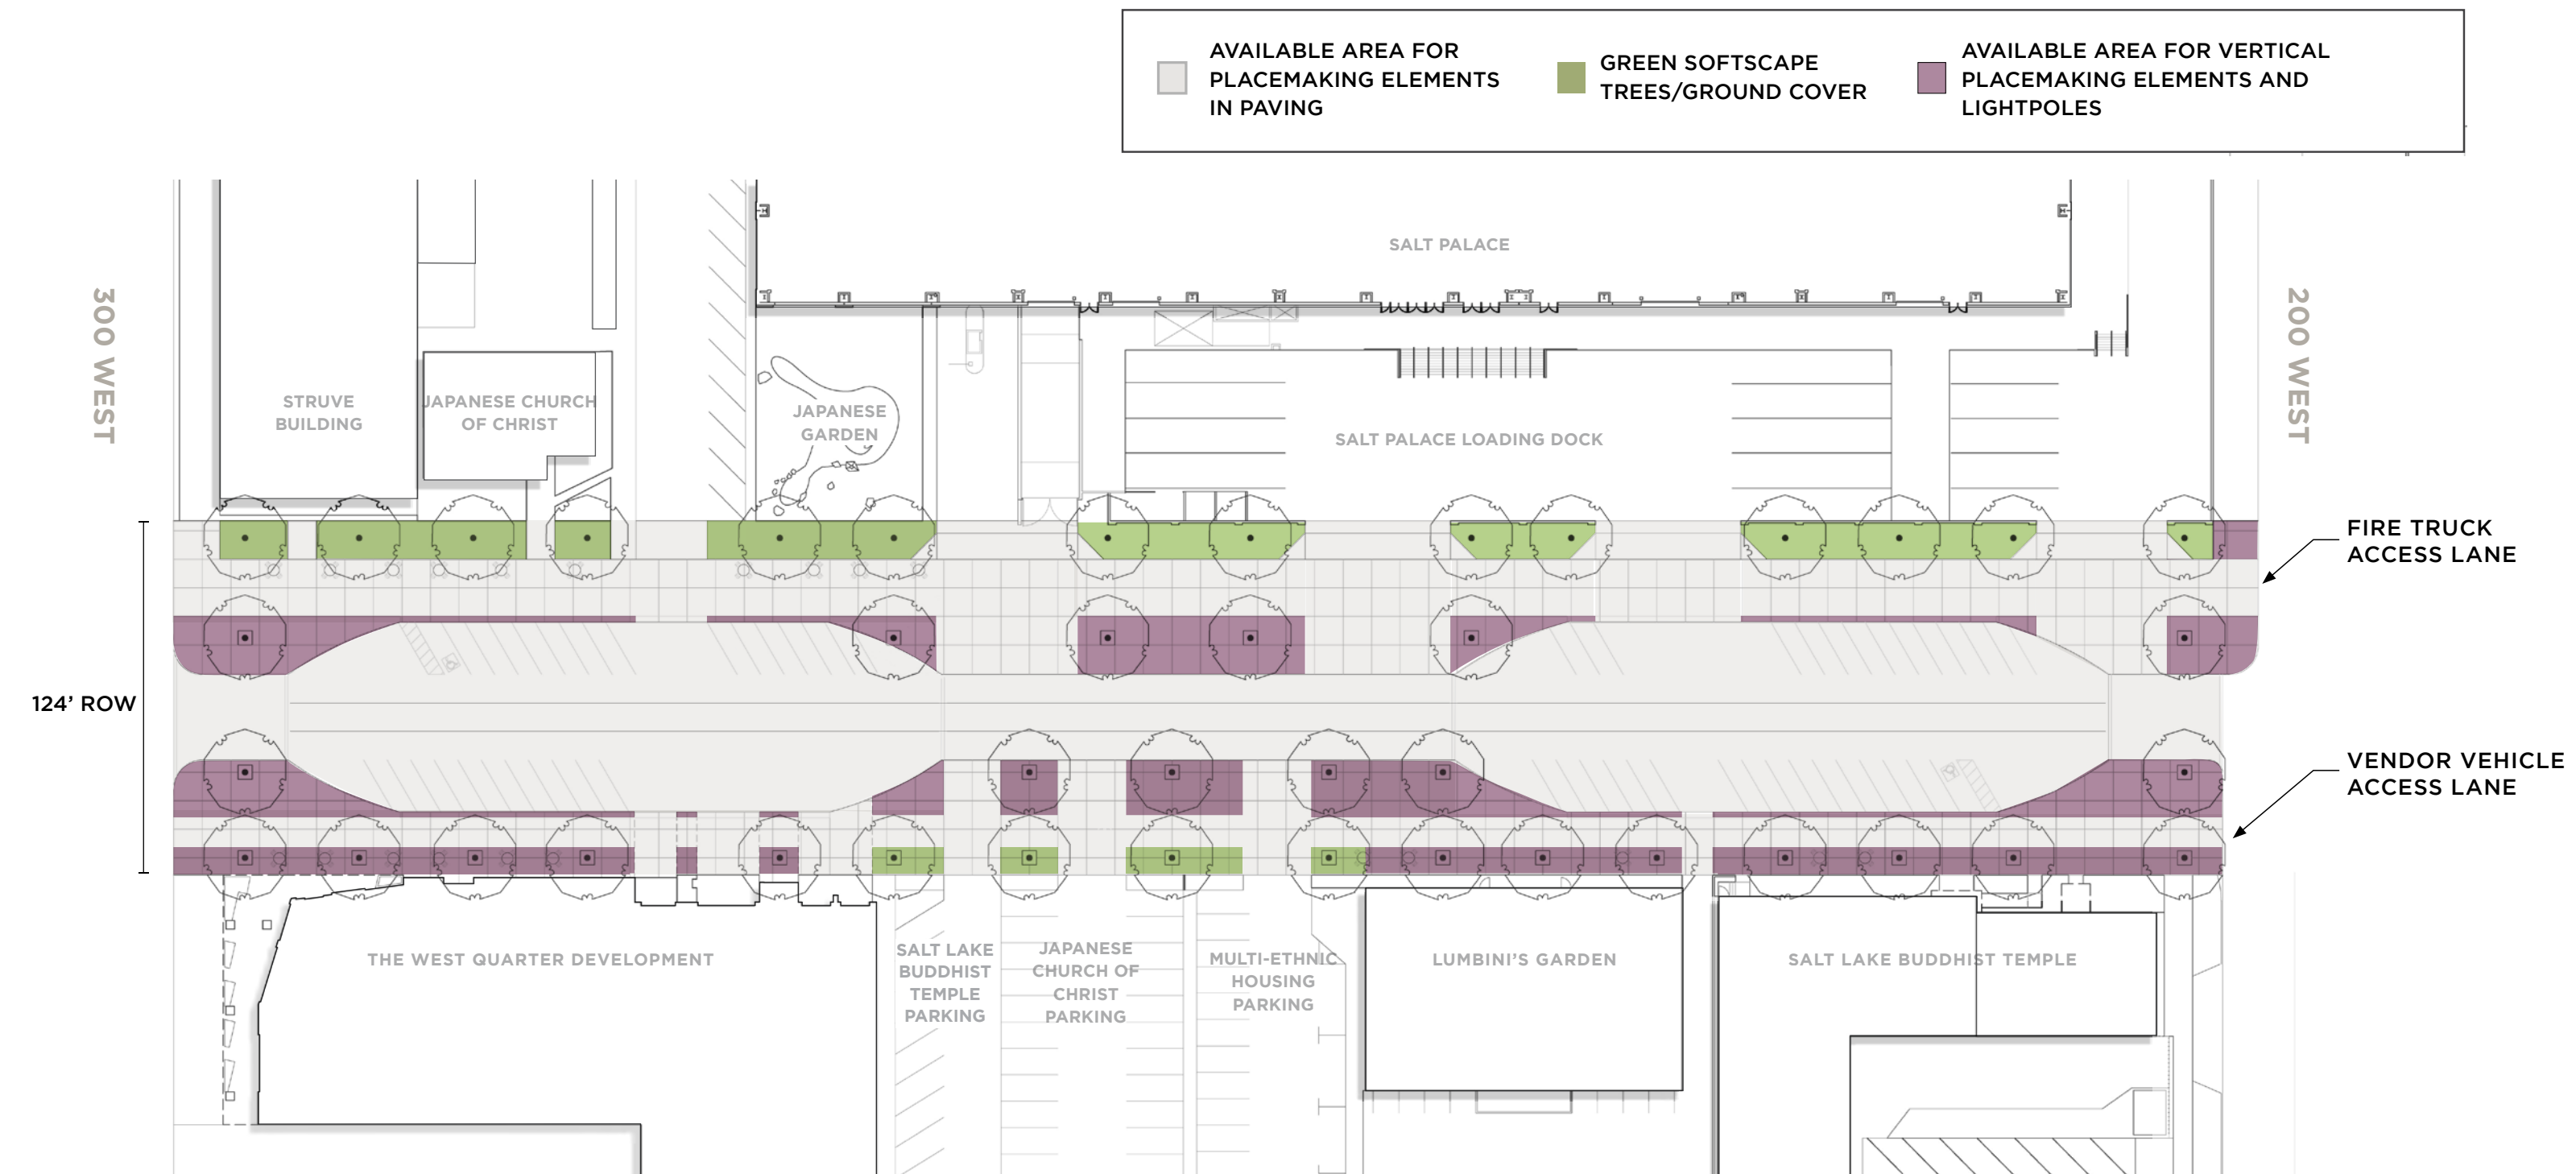 AVAILABLE AREA FOR
PLACEMAKING ELEMENTS
IN PAVING
GREEN SOFTSCAPE
TREES/GROUND COVER
AVAILABLE AREA FOR VERTICAL
PLACEMAKING ELEMENTS AND
LIGHTPOLES
SALT PALACE
300 WEST
200 WEST
STRUVE
BUILDING
JAPANESE CHURCH
OF CHRIST
JAPANESE
GARDEN
SALT PALACE LOADING DOCK
FIRE TRUCK
ACCESS LANE
124’ ROW
VENDOR VEHICLE
ACCESS LANE
THE WEST QUARTER DEVELOPMENT
SALT LAKE
BUDDHIST
TEMPLE
PARKING
JAPANESE
CHURCH OF
CHRIST
PARKING
MULTI-ETHNIC
HOUSING
PARKING
LUMBINI’S GARDEN
SALT LAKE BUDDHIST TEMPLE